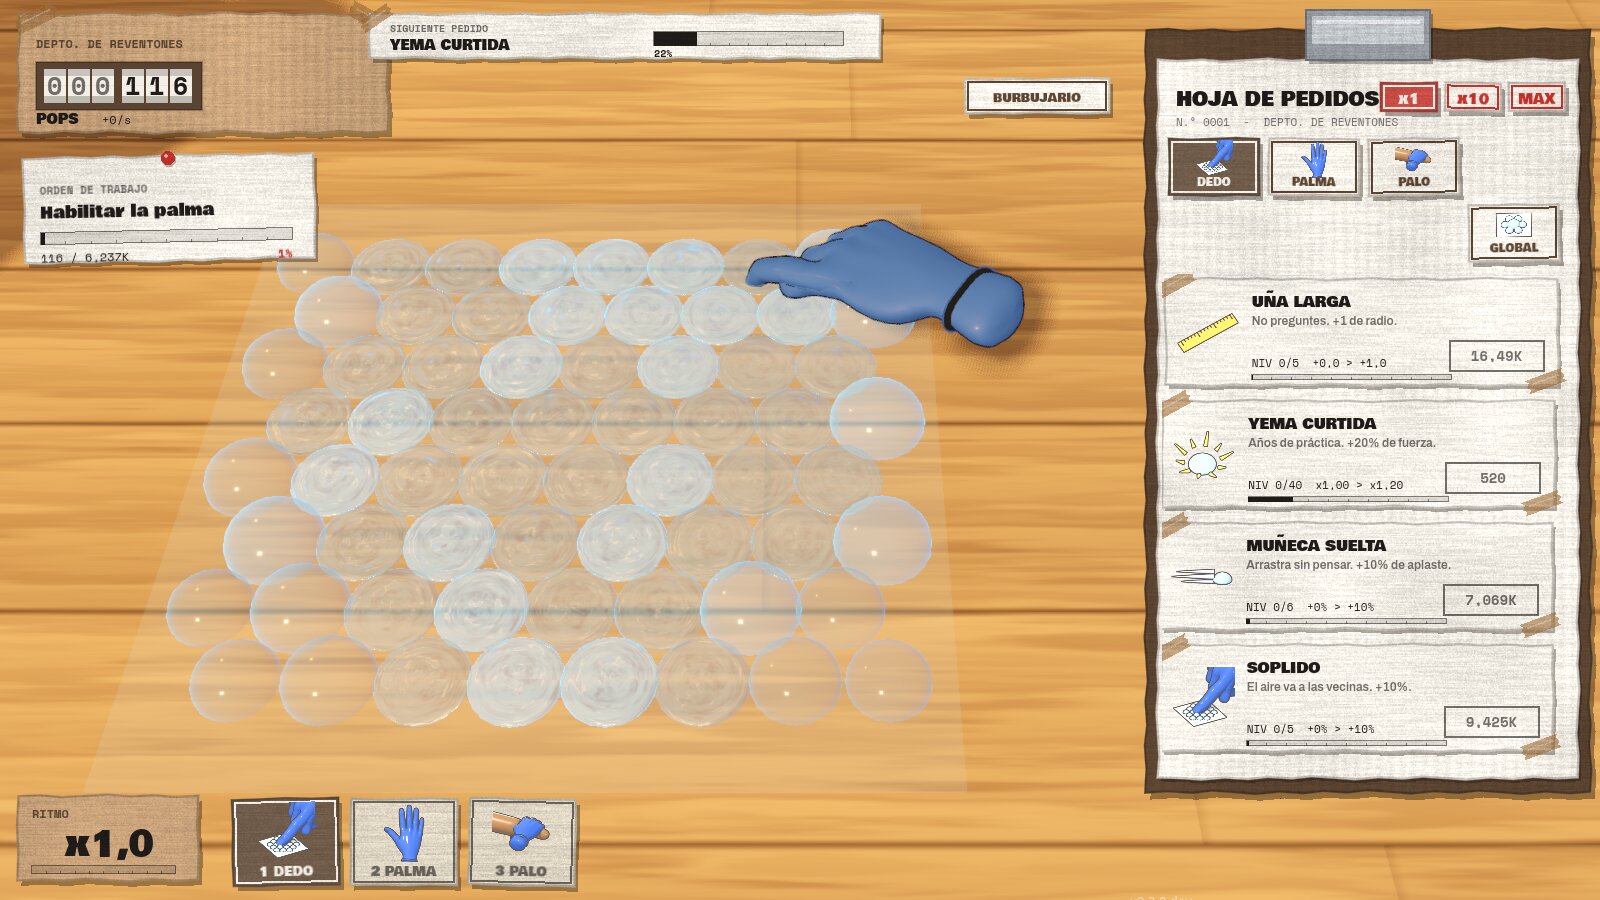 DEPTO. DE REVENTONES
000116
POPS +0/s
SIGUIENTE PEDIDO
YEMA CURTIDA
22%
BURBUJARIO
ORDEN DE TRABAJO
Habilitar la palma
116 / 6,237K
1%
HOJA DE PEDIDOS
x1
x10
MAX
N.° 0001 - DEPTO. DE REVENTONES
DEDO
PALMA
PALO
GLOBAL
UÑA LARGA
No preguntes. +1 de radio.
NIV 0/5 +0,0 > +1,0
16,49K
YEMA CURTIDA
Años de práctica. +20% de fuerza.
NIV 0/40 x1,00 > x1,20
520
MUÑECA SUELTA
Arrastra sin pensar. +10% de aplaste.
NIV 0/6 +0% > +10%
7,069K
SOPLIDO
El aire va a las vecinas. +10%.
NIV 0/5 +0% > +10%
9,425K
RITMO
x1,0
1 DEDO
2 PALMA
3 PALO